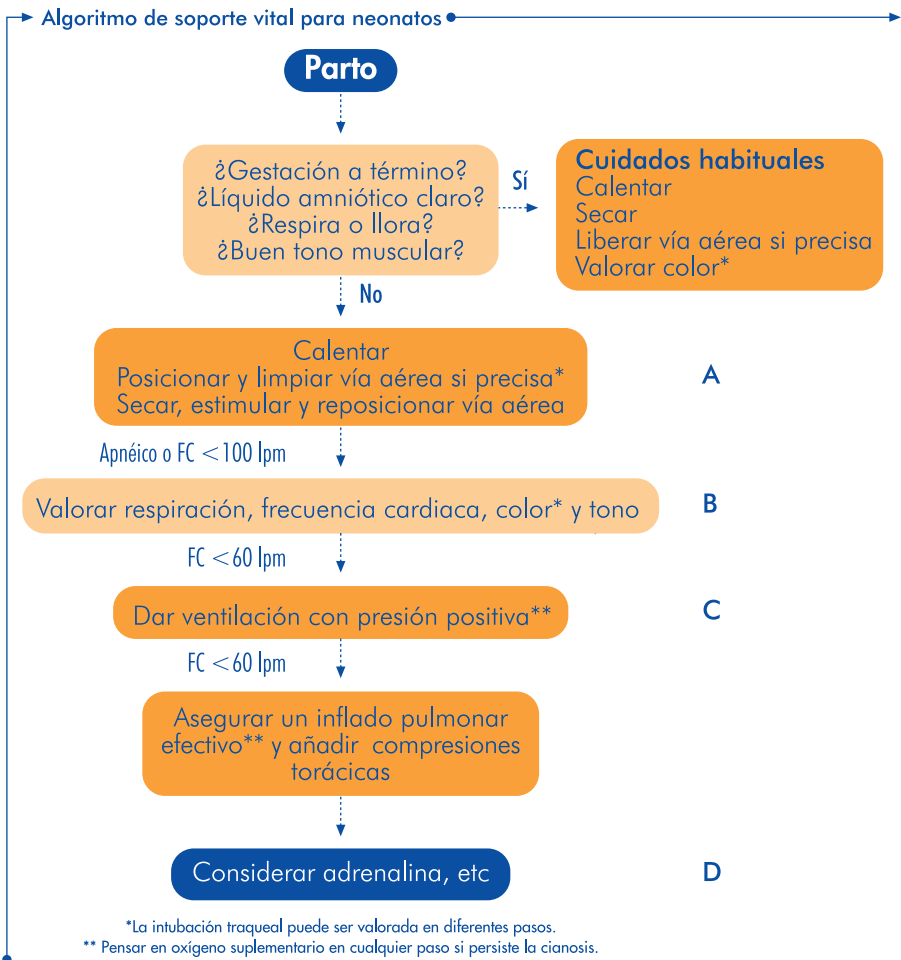 Algoritmo de soporte vital para neonatos
Parto
¿Gestación a término?
¿Líquido amniótico claro?
¿Respira o llora?
¿Buen tono muscular?
Sí
Cuidados habituales
Calentar
Secar
Liberar vía aérea si precisa
Valorar color*
No
Calentar
Posicionar y limpiar vía aérea si precisa*
Secar, estimular y reposicionar vía aérea
A
Apnéico o FC <100 lpm
Valorar respiración, frecuencia cardiaca, color* y tono
B
FC <60 lpm
Dar ventilación con presión positiva**
C
FC <60 lpm
Asegurar un inflado pulmonar
efectivo** y añadir compresiones
torácicas
Considerar adrenalina, etc
D
*La intubación traqueal puede ser valorada en diferentes pasos.
** Pensar en oxígeno suplementario en cualquier paso si persiste la cianosis.